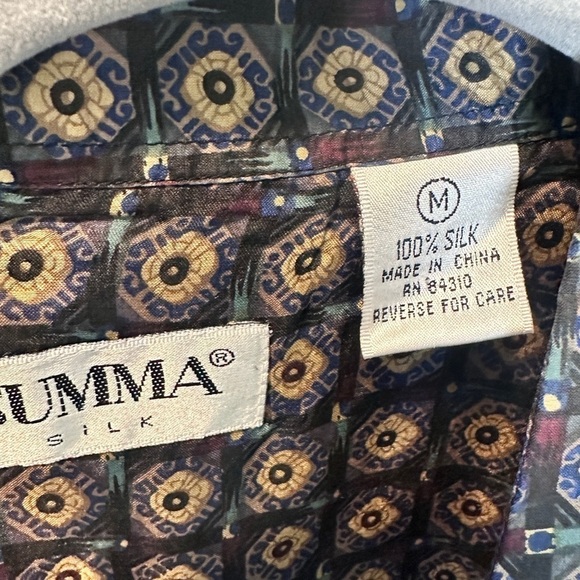 M
100% SILK
MADE IN CHINA
RN 84310
REVERSE FOR CARE
SUMMA®
SILK